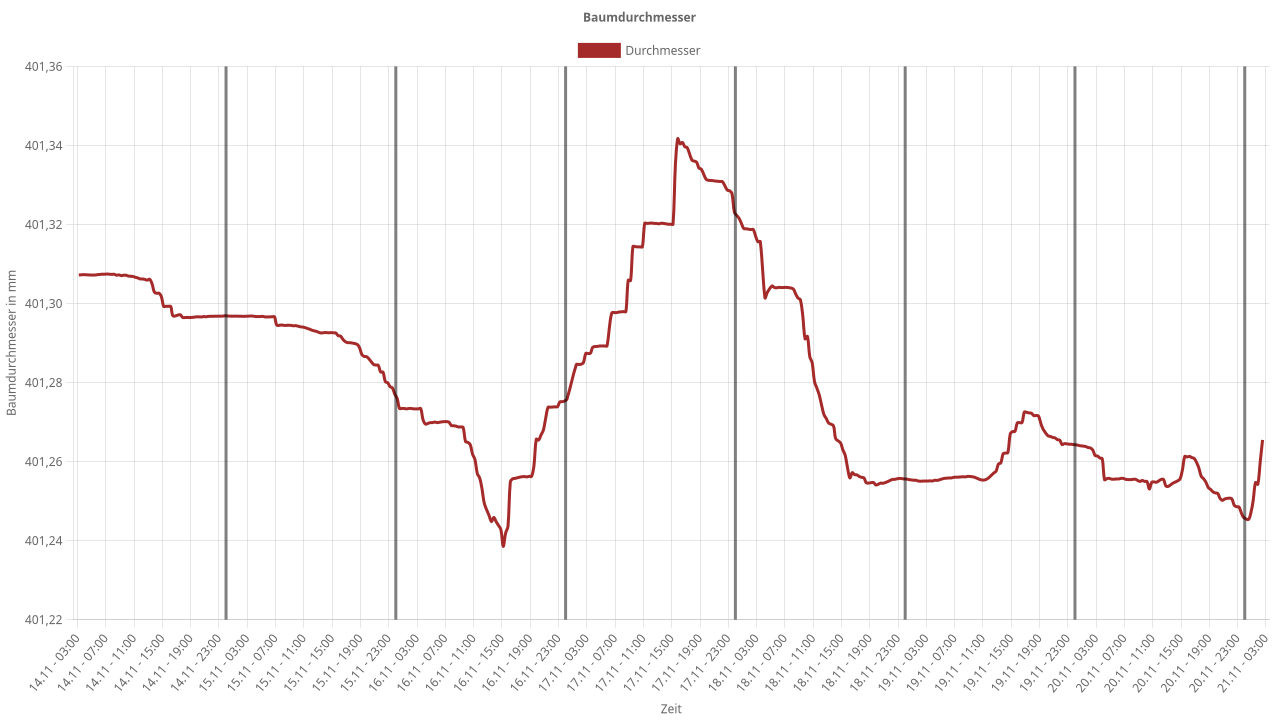 Baumdurchmesser
Durchmesser
401,36
401,34
401,32
401,30
401,28
401,26
401,24
401,22
Baumdurchmesser in mm
14.11 - 03:00
14.11 - 07:00
14.11 - 11:00
14.11 - 15:00
14.11 - 19:00
14.11 - 23:00
15.11 - 03:00
15.11 - 07:00
15.11 - 11:00
15.11 - 15:00
15.11 - 19:00
15.11 - 23:00
16.11 - 03:00
16.11 - 07:00
16.11 - 11:00
16.11 - 15:00
16.11 - 19:00
16.11 - 23:00
17.11 - 03:00
17.11 - 07:00
17.11 - 11:00
17.11 - 15:00
17.11 - 19:00
17.11 - 23:00
18.11 - 03:00
18.11 - 07:00
18.11 - 11:00
18.11 - 15:00
18.11 - 19:00
18.11 - 23:00
19.11 - 03:00
19.11 - 07:00
19.11 - 11:00
19.11 - 15:00
19.11 - 19:00
19.11 - 23:00
20.11 - 03:00
20.11 - 07:00
20.11 - 11:00
20.11 - 15:00
20.11 - 19:00
20.11 - 23:00
21.11 - 03:00
Zeit